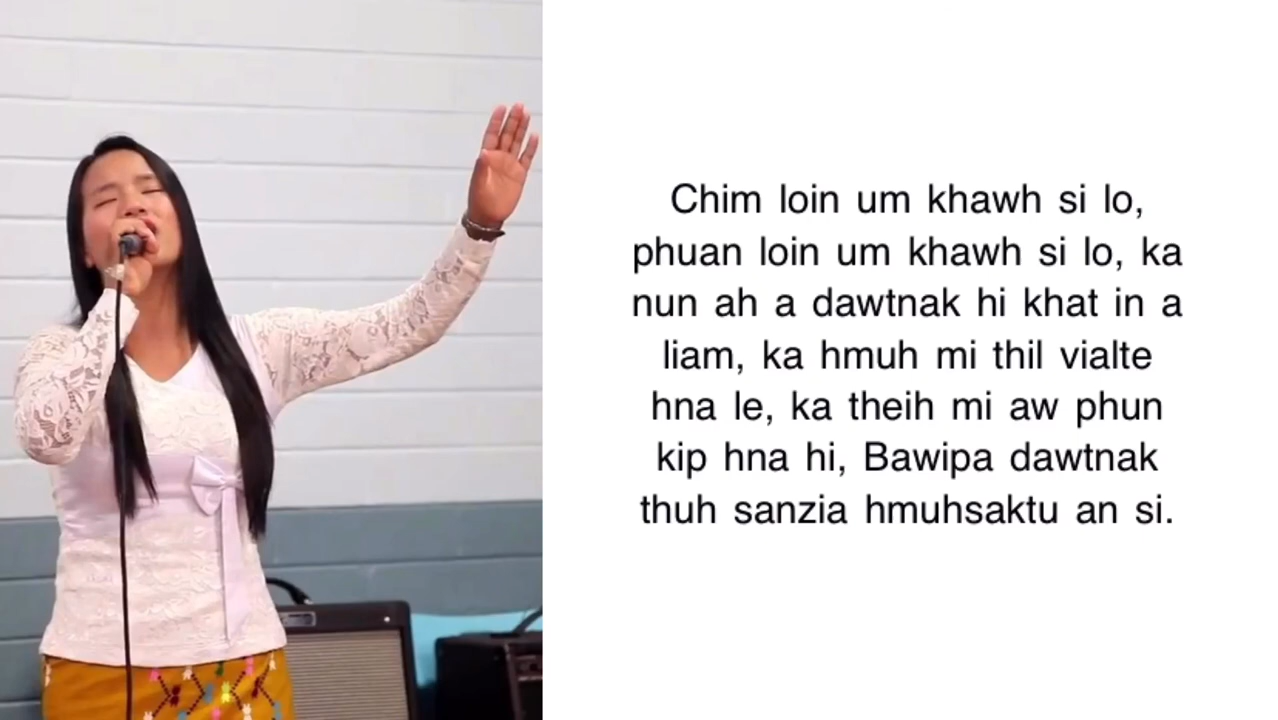 Chim loin um khawh si lo,
phuan loin um khawh si lo, ka
nun ah a dawtnak hi khat in a
liam, ka hmuh mi thil vialte
hna le, ka theih mi aw phun
kip hna hi, Bawipa dawtnak
thuh sanzia hmuhsaktu an si.